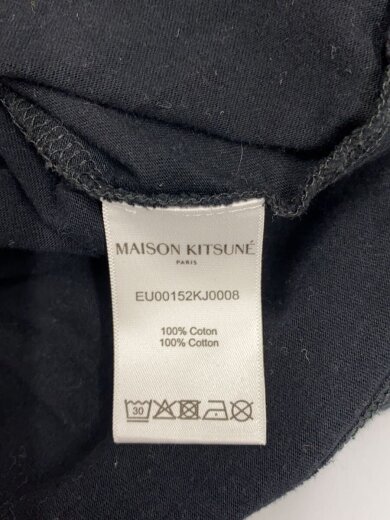 MAISON KITSUNÉ
PARIS
EU00152KJ0008
100% Coton
100% Cotton
30